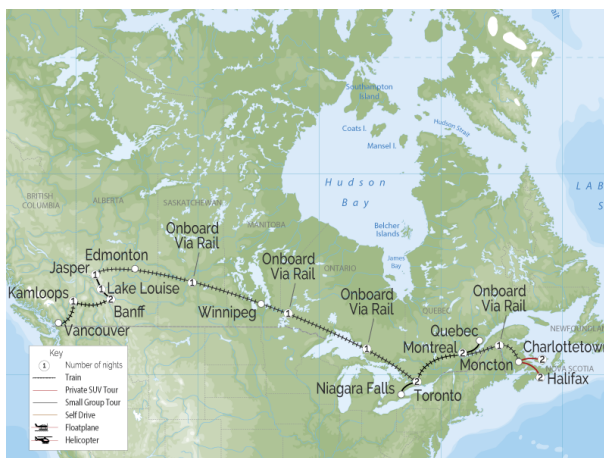 Southampton
Island
Coats I.
Mansel I.
Hudson Strait
Hudson
Bay
LAB
S
Belcher
Islands
James
Bay
BRITISH
COLUMBIA
ALBERTA
SASKATCHEWAN
MANITOBA
ONTARIO
QUEBEC
NEWFOUNDLAN
NOVA SCOTIA
Onboard
Via Rail
Onboard
Via Rail
Onboard
Via Rail
Onboard
Via Rail
Edmonton
Jasper
1
1
Lake Louise
Kamloops
1
2
Banff
Vancouver
1
Winnipeg
1
1
Quebec
Montreal
2
1
Charlottetow
2
Moncton
2
Halifax
Niagara Falls
2
Toronto
Key
1 Number of nights
Train
Private SUV Tour
Small Group Tour
Self Drive
Floatplane
Helicopter